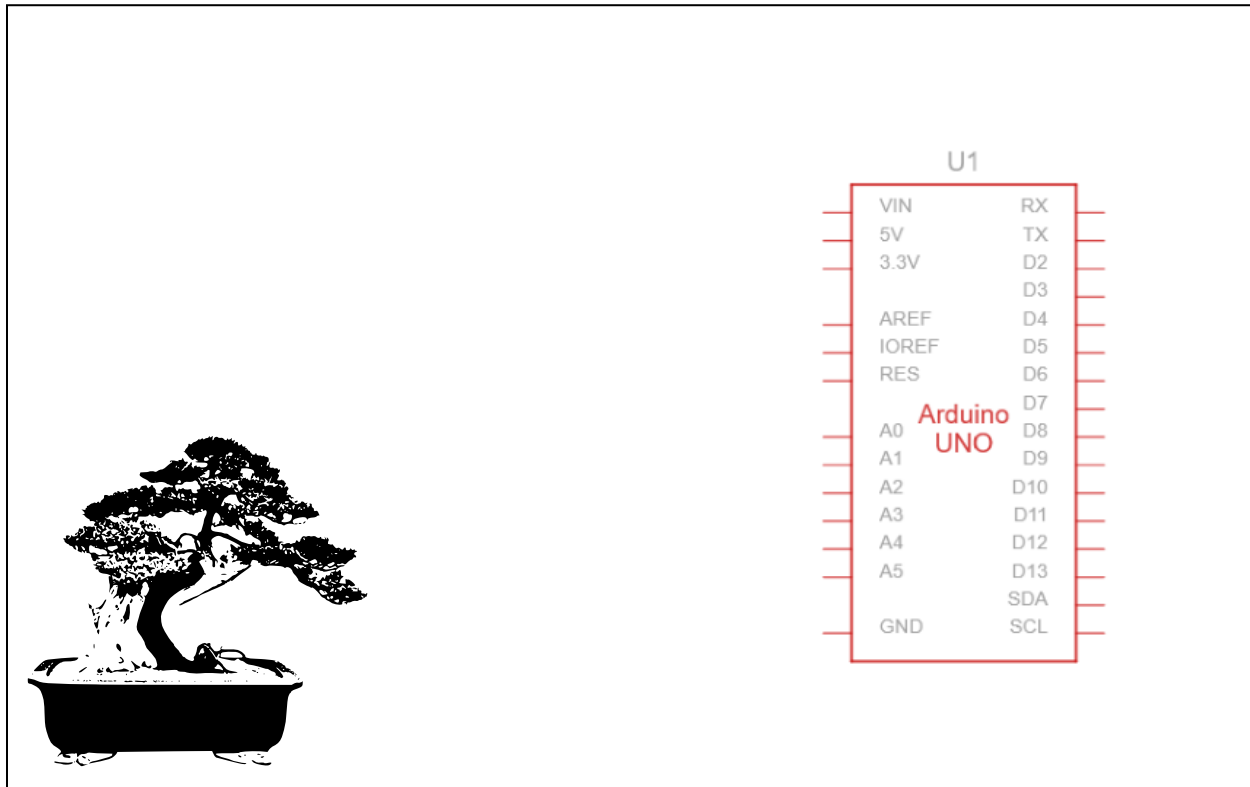 U1
VIN RX
5V TX
3.3V D2
D3
AREF D4
IOREF D5
RES D6
D7
Arduino
A0 D8
UNO
A1 D9
A2 D10
A3 D11
A4 D12
A5 D13
SDA
GND SCL